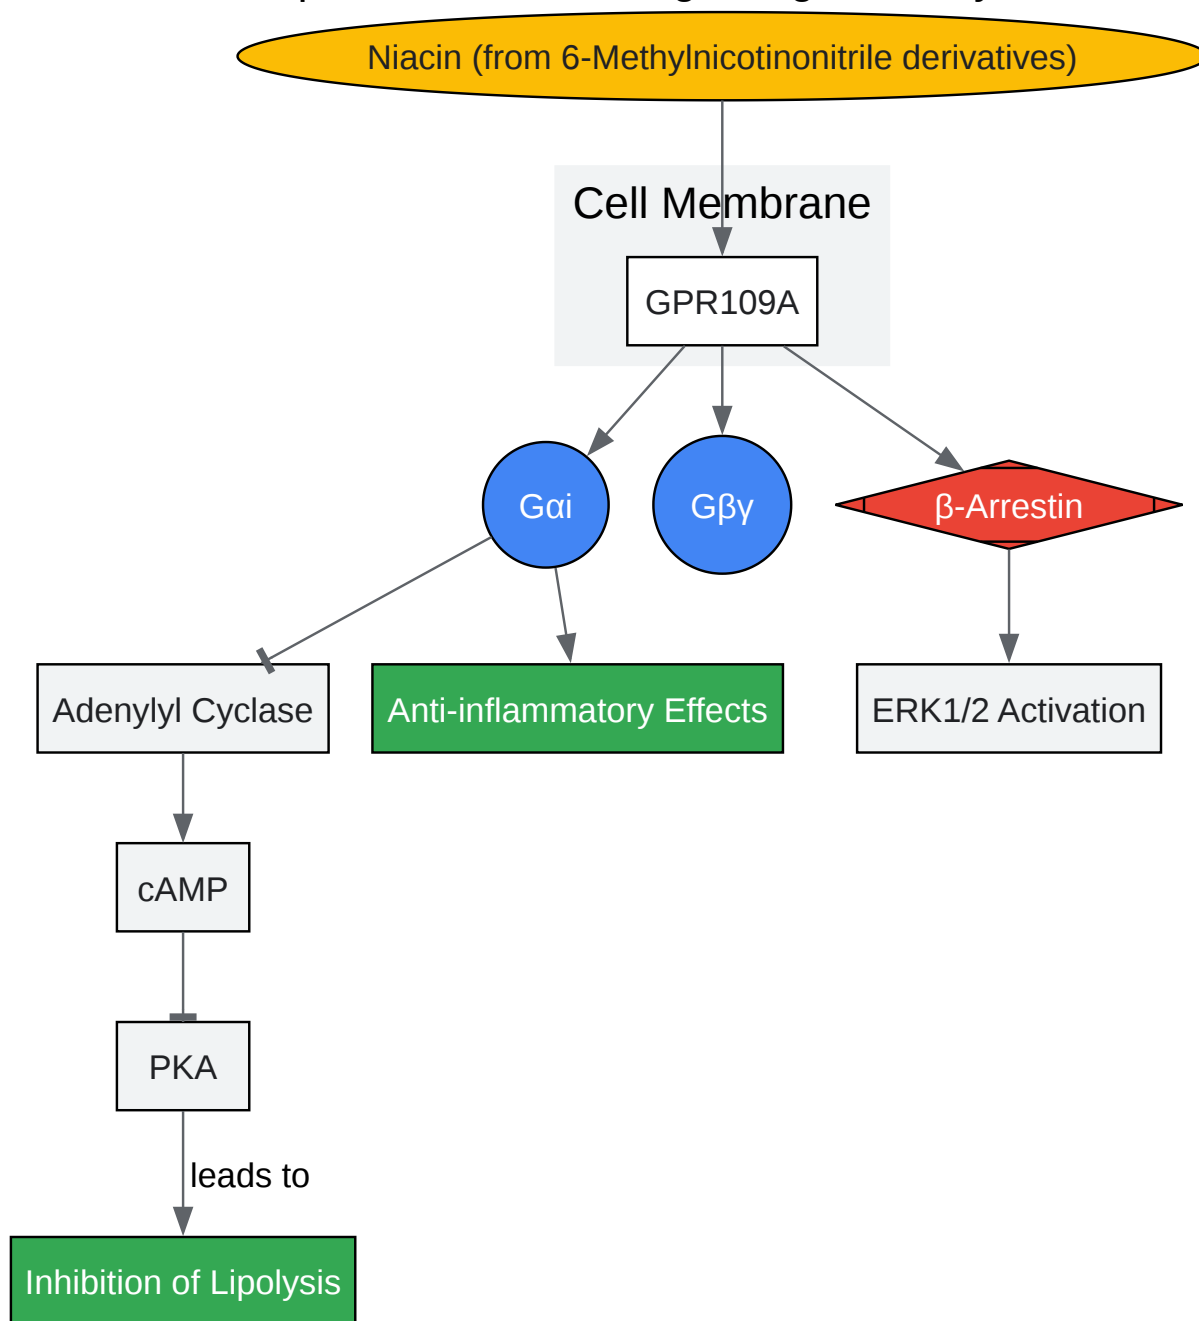 Niacin (from 6-Methylnicotinonitrile derivatives)
Cell Membrane
GPR109A
Gαi
Gβγ
β-Arrestin
Adenylyl Cyclase
Anti-inflammatory Effects
ERK1/2 Activation
cAMP
PKA
leads to
Inhibition of Lipolysis